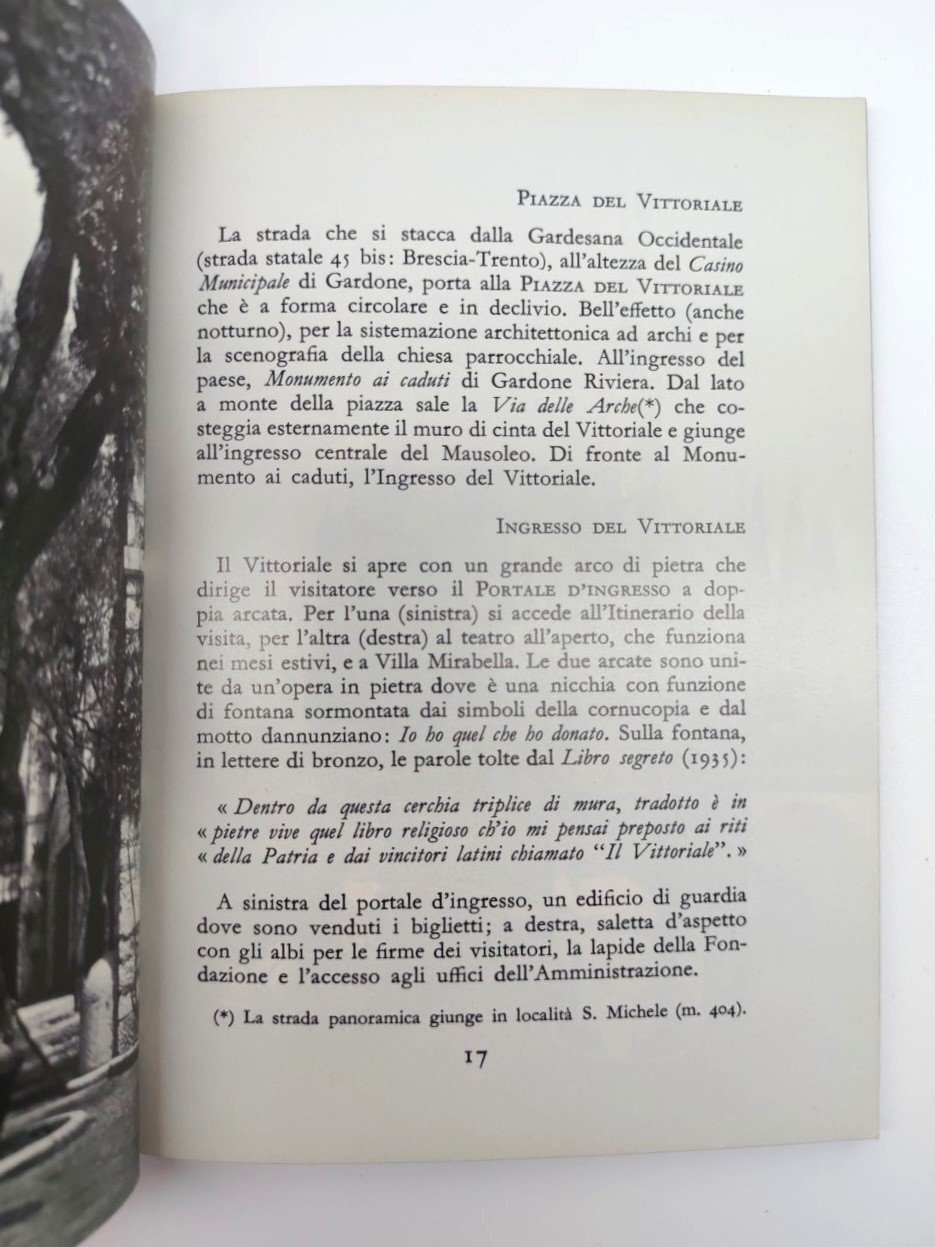 PIAZZA DEL VITTORIALE
La strada che si stacca dalla Gardesana Occidentale
(strada statale 45 bis: Brescia-Trento), all'altezza del Casino
Municipale di Gardone, porta alla PIAZZA DEL VITTORIALE
che è a forma circolare e in declivio. Bell'effetto (anche
notturno), per la sistemazione architettonica ad archi e per
la scenografia della chiesa parrocchiale. All'ingresso del
paese, Monumento ai caduti di Gardone Riviera. Dal lato
a monte della piazza sale la Via delle Arche(*) che co-
steggia esternamente il muro di cinta del Vittoriale e giunge
all'ingresso centrale del Mausoleo. Di fronte al Monu-
mento ai caduti, l'Ingresso del Vittoriale.
INGRESSO DEL VITTORIALE
Il Vittoriale si apre con un grande arco di pietra che
dirige il visitatore verso il PORTALE D'INGRESSO a dop-
pia arcata. Per l'una (sinistra) si accede all'Itinerario della
visita, per l'altra (destra) al teatro all'aperto, che funziona
nei mesi estivi, e a Villa Mirabella. Le due arcate sono uni-
te da un'opera in pietra dove è una nicchia con funzione
di fontana sormontata dai simboli della cornucopia e dal
motto dannunziano: Io ho quel che ho donato. Sulla fontana,
in lettere di bronzo, le parole tolte dal Libro segreto (1935):
« Dentro da questa cerchia triplice di mura, tradotto è in
« pietre vive quel libro religioso ch'io mi pensai preposto ai riti
« della Patria e dai vincitori latini chiamato "Il Vittoriale". »
A sinistra del portale d'ingresso, un edificio di guardia
dove sono venduti i biglietti; a destra, saletta d'aspetto
con gli albi per le firme dei visitatori, la lapide della Fon-
dazione e l'accesso agli uffici dell'Amministrazione.
(*) La strada panoramica giunge in località S. Michele (m. 404).
17